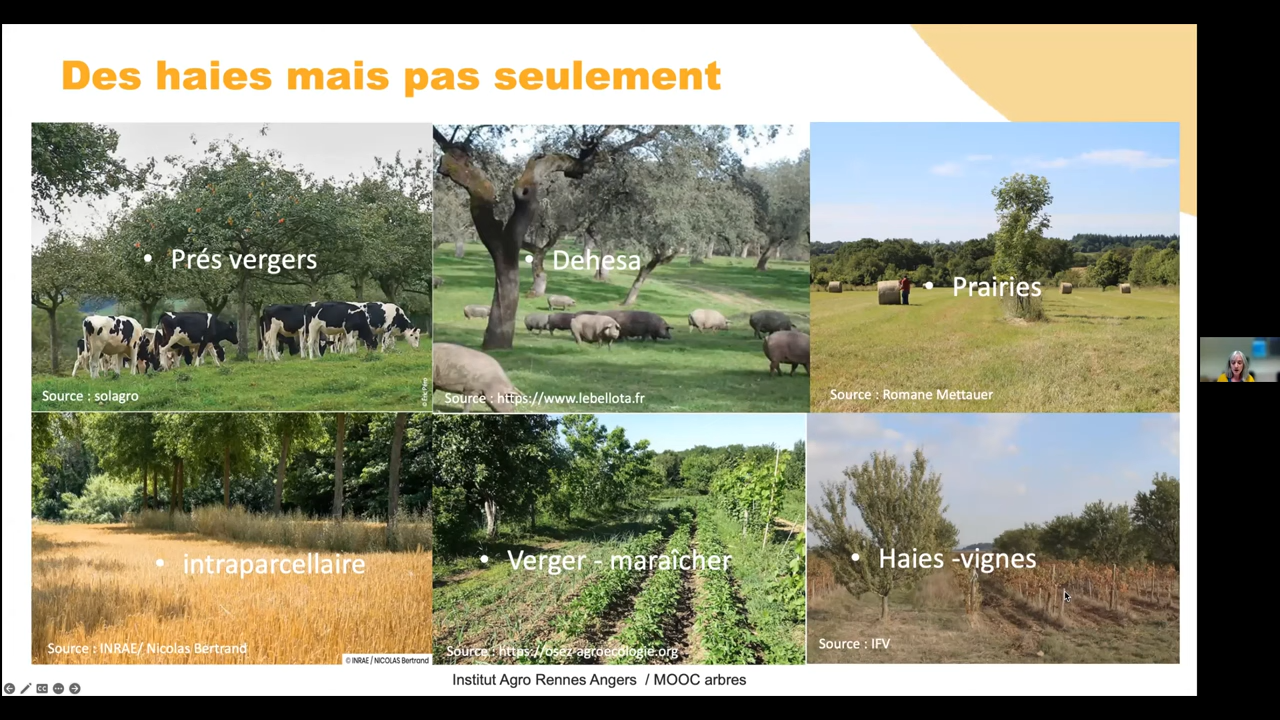 Des haies mais pas seulement
• Prés vergers
Source : solagro
• Dehesa
Source : https://www.lebellota.fr
• Prairies
Source : Romane Mettauer
• intraparcellaire
Source : INRAE/ Nicolas Bertrand
© INRAE / NICOLAS Bertrand
• Verger - maraîcher
Source : https://osez-agroecologie.org
• Haies -vignes
Source : IFV
Institut Agro Rennes Angers / MOOC arbres